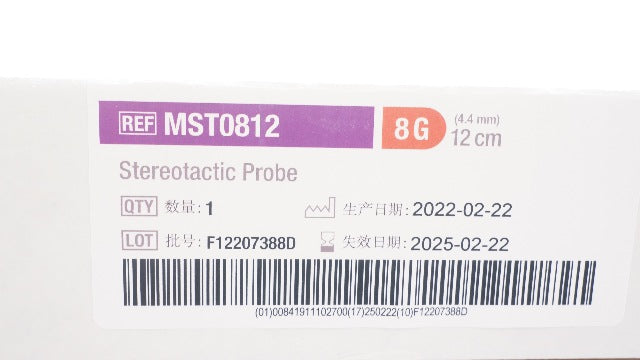 REF MST0812 8G (4.4 mm) 12 cm
Stereotactic Probe
QTY 数量: 1 生产日期: 2022-02-22
LOT 批号: F12207388D 失效日期: 2025-02-22
(01)00841911102700(17)250222(10)F12207388D